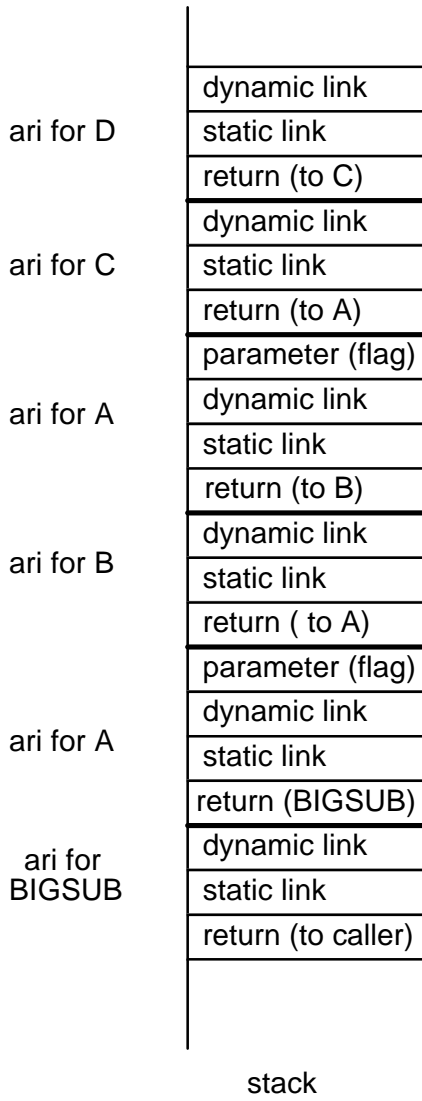 dynamic link
ari for D
static link
return (to C)
dynamic link
ari for C
static link
return (to A)
parameter (flag)
ari for A
dynamic link
static link
return (to B)
dynamic link
ari for B
static link
return ( to A)
parameter (flag)
dynamic link
ari for A
static link
return (BIGSUB)
dynamic link
ari for
BIGSUB
static link
return (to caller)
stack